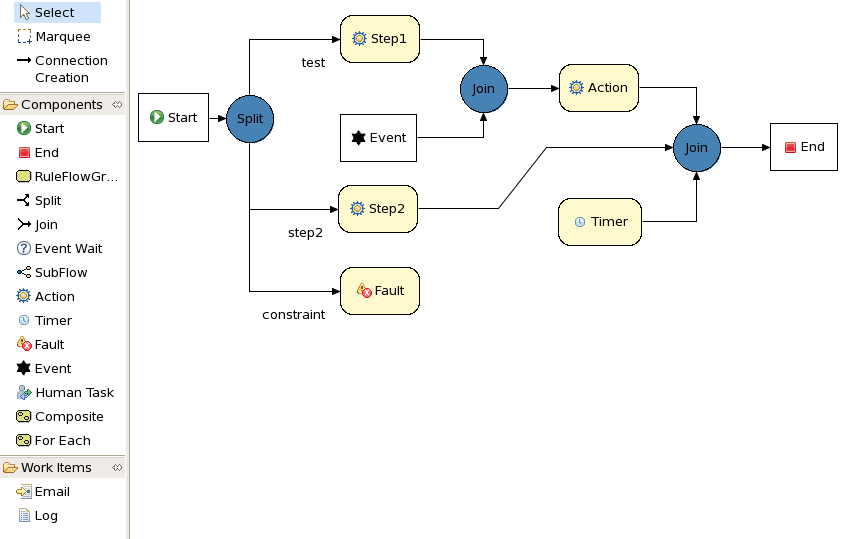 Select
Marquee
Connection
Creation
Components
Start
End
RuleFlowGr...
Split
Join
Event Wait
SubFlow
Action
Timer
Fault
Event
Human Task
Composite
For Each
Work Items
Email
Log
Start
Split
test
Step1
Event
Join
Action
step2
Step2
Timer
Join
End
constraint
Fault